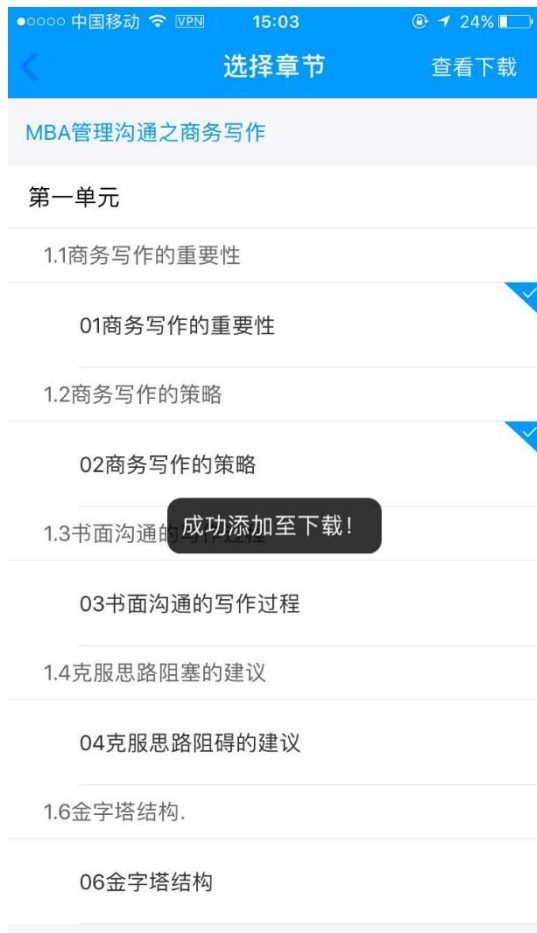 中国移动 VPN 15:03 24%
选择章节 查看下载
MBA管理沟通之商务写作
第一单元
1.1商务写作的重要性
01商务写作的重要性
1.2商务写作的策略
02商务写作的策略
成功添加至下载!
1.3书面沟通的写作过程
03书面沟通的写作过程
1.4克服思路阻塞的建议
04克服思路阻碍的建议
1.6金字塔结构.
06金字塔结构